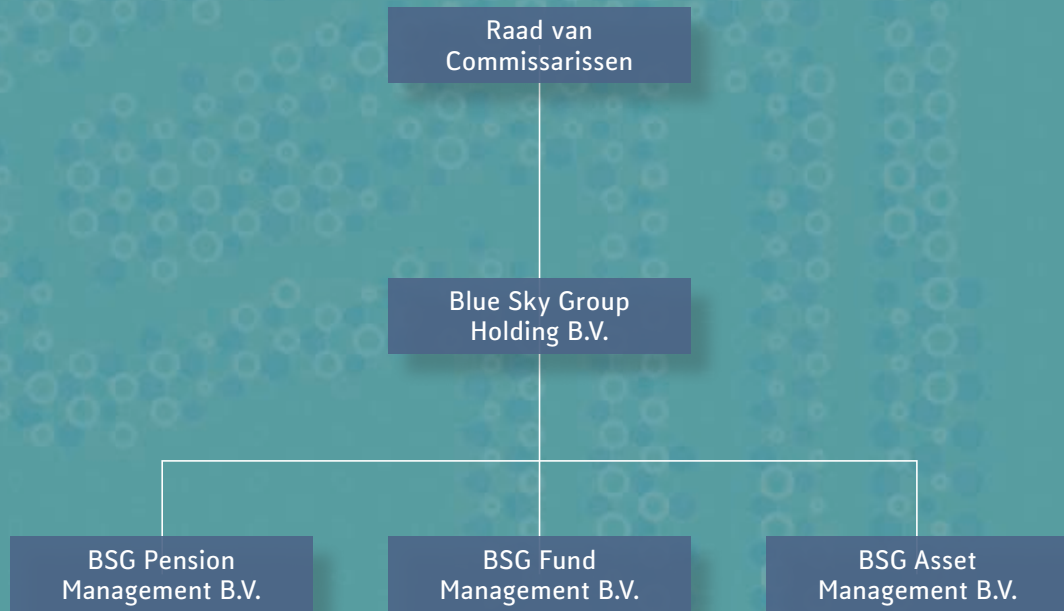 Raad van
Commissarissen
Blue Sky Group
Holding B.V.
BSG Pension
Management B.V.
BSG Fund
Management B.V.
BSG Asset
Management B.V.